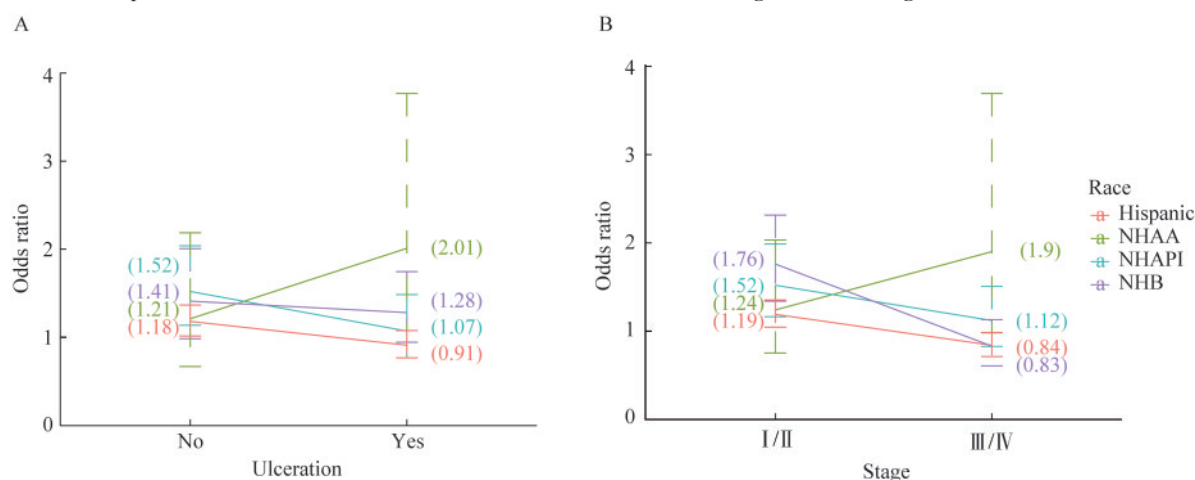 A
Odds ratio
4
3
2
1
0
(1.52)
(1.41)
(1.21)
(1.18)
(2.01)
(1.28)
(1.07)
(0.91)
No
Yes
Ulceration
B
Odds ratio
4
3
2
1
0
(1.76)
(1.52)
(1.24)
(1.19)
(1.9)
(1.12)
(0.84)
(0.83)
Ⅰ/Ⅱ
Ⅲ/Ⅳ
Stage
Race
a Hispanic
a NHAA
a NHAPI
a NHB